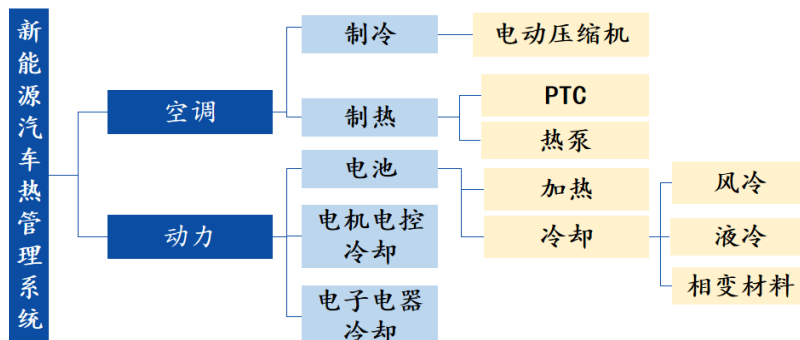 新能源汽车热管理系统
空调
制冷
电动压缩机
制热
PTC
热泵
动力
电池
加热
冷却
风冷
液冷
相变材料
电机电控
冷却
电子电器
冷却